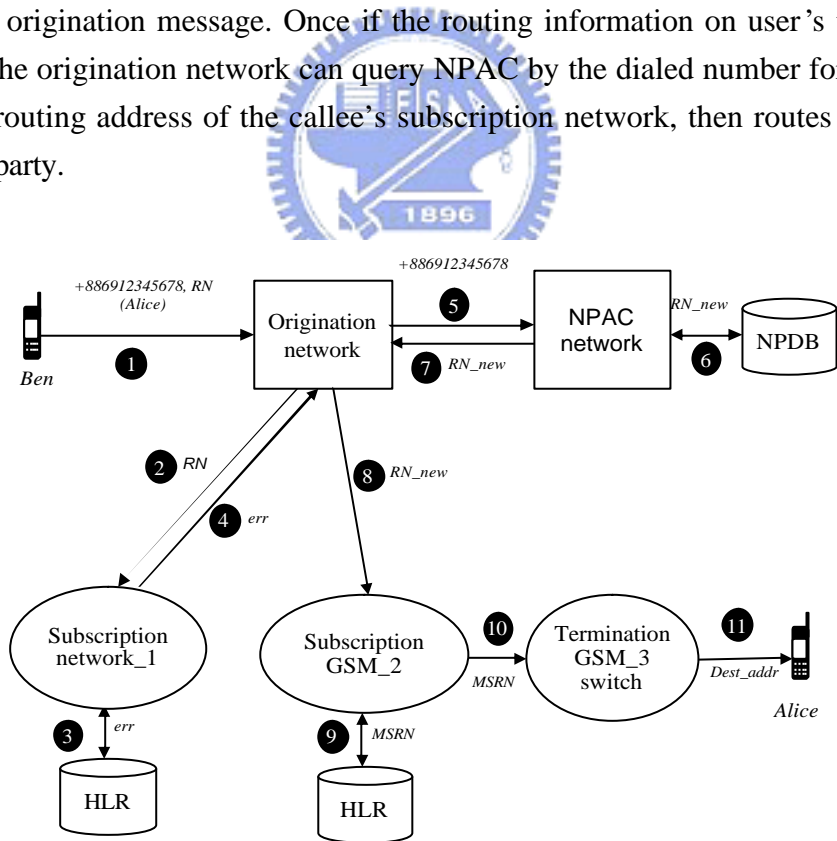 origination message. Once if the routing information on user's
he origination network can query NPAC by the dialed number for
routing address of the callee's subscription network, then routes
party.
1896
+886912345678, RN
(Alice)
+886912345678
Origination
network
5
NPAC
network
RN_new
NPDB
Ben
1
7
RN_new
6
2
RN
8
RN_new
4
err
Subscription
network_1
Subscription
GSM_2
10
MSRN
Termination
GSM_3
switch
11
Dest_addr
Alice
3
err
9
MSRN
HLR
HLR